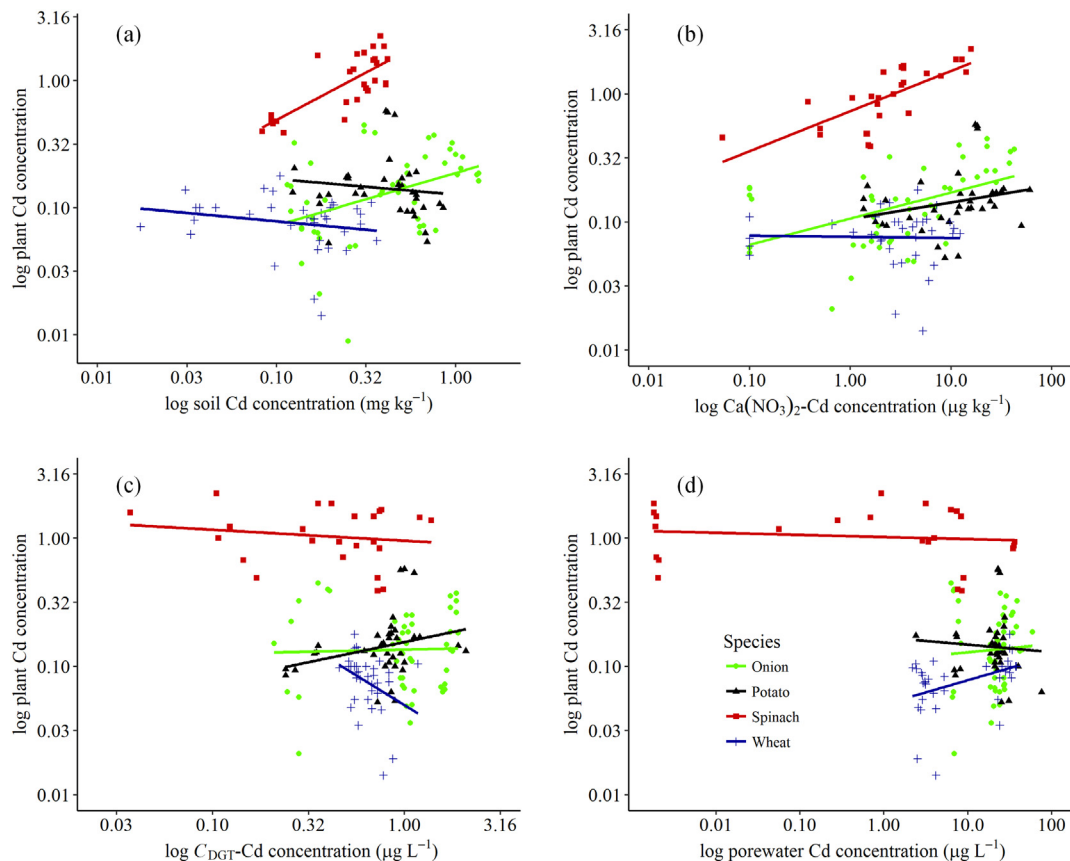 (a)
log plant Cd concentration
3.16
1.00
0.32
0.10
0.03
0.01
0.01 0.03 0.10 0.32 1.00
log soil Cd concentration (mg kg⁻¹)
(b)
log plant Cd concentration
3.16
1.00
0.32
0.10
0.03
0.01
0.01 0.10 1.00 10.0 100
log Ca(NO₃)₂-Cd concentration (μg kg⁻¹)
(c)
log plant Cd concentration
3.16
1.00
0.32
0.10
0.03
0.01
0.03 0.10 0.32 1.00 3.16
log C_DGT-Cd concentration (μg L⁻¹)
(d)
log plant Cd concentration
3.16
1.00
0.32
0.10
0.03
0.01
Species
Onion
Potato
Spinach
Wheat
0.01 0.10 1.00 10.0 100
log porewater Cd concentration (μg L⁻¹)